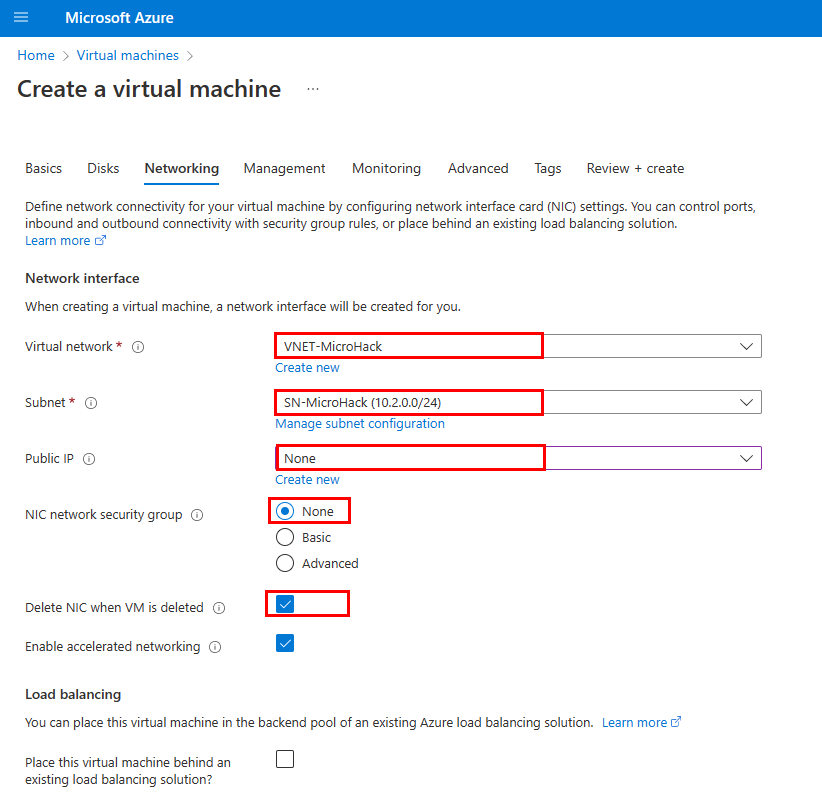 Microsoft Azure
Home > Virtual machines >
Create a virtual machine ...
Basics Disks Networking Management Monitoring Advanced Tags Review + create
Define network connectivity for your virtual machine by configuring network interface card (NIC) settings. You can control ports,
inbound and outbound connectivity with security group rules, or place behind an existing load balancing solution.
Learn more
Network interface
When creating a virtual machine, a network interface will be created for you.
Virtual network * VNET-MicroHack
Create new
Subnet * SN-MicroHack (10.2.0.0/24)
Manage subnet configuration
Public IP None
Create new
NIC network security group None
Basic
Advanced
Delete NIC when VM is deleted
Enable accelerated networking
Load balancing
You can place this virtual machine in the backend pool of an existing Azure load balancing solution. Learn more
Place this virtual machine behind an
existing load balancing solution?